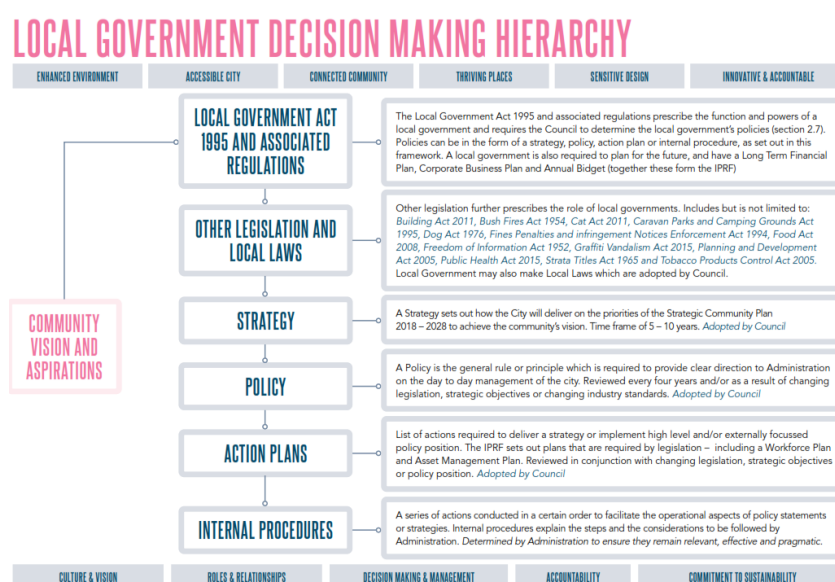 LOCAL GOVERNMENT DECISION MAKING HIERARCHY
ENHANCED ENVIRONMENT
ACCESSIBLE CITY
CONNECTED COMMUNITY
THRIVING PLACES
SENSITIVE DESIGN
INNOVATIVE & ACCOUNTABLE
LOCAL GOVERNMENT ACT
1995 AND ASSOCIATED
REGULATIONS
The Local Government Act 1995 and associated regulations prescribe the function and powers of a
local government and requires the Council to determine the local government's policies (section 2.7).
Policies can be in the form of a strategy, policy, action plan or internal procedure, as set out in this
framework. A local government is also required to plan for the future, and have a Long Term Financial
Plan, Corporate Business Plan and Annual Budget (together these form the IPRF)
OTHER LEGISLATION AND
LOCAL LAWS
Other legislation further prescribes the role of local governments. Includes but is not limited to:
Building Act 2011, Bush Fires Act 1954, Cat Act 2011, Caravan Parks and Camping Grounds Act
1995, Dog Act 1976, Fines Penalties and infringement Notices Enforcement Act 1994, Food Act
2008, Freedom of Information Act 1952, Graffiti Vandalism Act 2015, Planning and Development
Act 2005, Public Health Act 2015, Strata Titles Act 1965 and Tobacco Products Control Act 2005.
Local Government may also make Local Laws which are adopted by Council.
COMMUNITY
VISION AND
ASPIRATIONS
STRATEGY
A Strategy sets out how the City will deliver on the priorities of the Strategic Community Plan
2018 – 2028 to achieve the community's vision. Time frame of 5 – 10 years. Adopted by Council
POLICY
A Policy is the general rule or principle which is required to provide clear direction to Administration
on the day to day management of the city. Reviewed every four years and/or as a result of changing
legislation, strategic objectives or changing industry standards. Adopted by Council
ACTION PLANS
List of actions required to deliver a strategy or implement high level and/or externally focussed
policy position. The IPRF sets out plans that are required by legislation – including a Workforce Plan
and Asset Management Plan. Reviewed in conjunction with changing legislation, strategic objectives
or policy position. Adopted by Council
INTERNAL PROCEDURES
A series of actions conducted in a certain order to facilitate the operational aspects of policy statements
or strategies. Internal procedures explain the steps and the considerations to be followed by
Administration. Determined by Administration to ensure they remain relevant, effective and pragmatic.
CULTURE & VISION
ROLES & RELATIONSHIPS
DECISION MAKING & MANAGEMENT
ACCOUNTABILITY
COMMITMENT TO SUSTAINABILITY